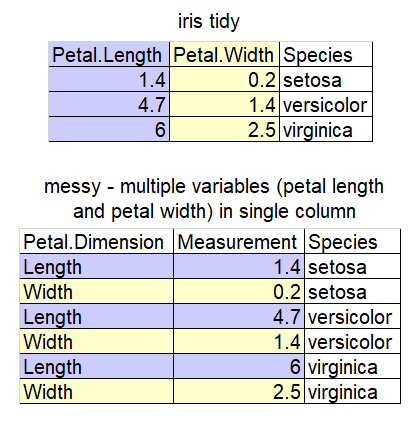 iris tidy
Petal.Length Petal.Width Species
1.4 0.2 setosa
4.7 1.4 versicolor
6 2.5 virginica
messy - multiple variables (petal length
and petal width) in single column
Petal.Dimension Measurement Species
Length 1.4 setosa
Width 0.2 setosa
Length 4.7 versicolor
Width 1.4 versicolor
Length 6 virginica
Width 2.5 virginica